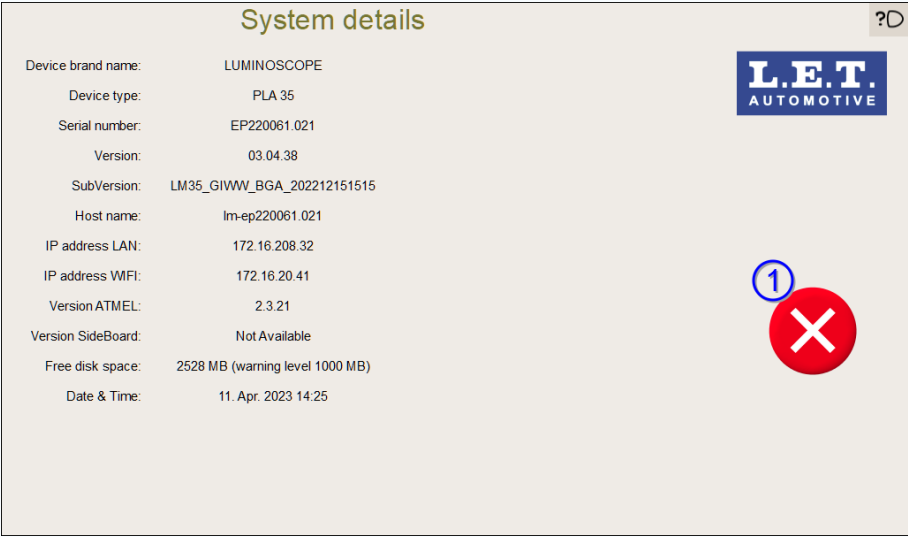 System details
?
Device brand name: LUMINOSCOPE
L.E.T.
AUTOMOTIVE
Device type: PLA 35
Serial number: EP220061.021
Version: 03.04.38
SubVersion: LM35_GIWW_BGA_202212151515
Host name: lm-ep220061.021
IP address LAN: 172.16.208.32
IP address WIFI: 172.16.20.41
1
Version ATMEL: 2.3.21
Version SideBoard: Not Available
Free disk space: 2528 MB (warning level 1000 MB)
Date & Time: 11. Apr. 2023 14:25